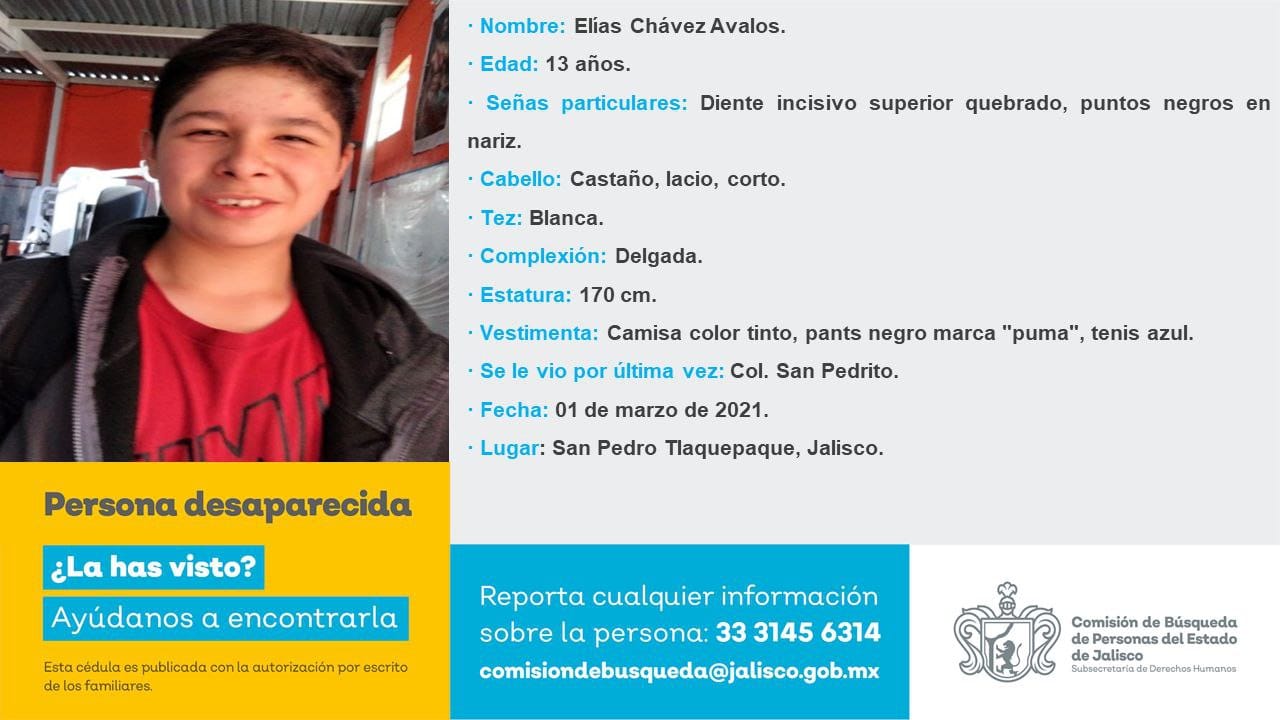 · Nombre: Elías Chávez Avalos.
· Edad: 13 años.
· Señas particulares: Diente incisivo superior quebrado, puntos negros en
nariz.
· Cabello: Castaño, lacio, corto.
· Tez: Blanca.
· Complexión: Delgada.
· Estatura: 170 cm.
· Vestimenta: Camisa color tinto, pants negro marca "puma", tenis azul.
· Se le vio por última vez: Col. San Pedrito.
· Fecha: 01 de marzo de 2021.
· Lugar: San Pedro Tlaquepaque, Jalisco.
Persona desaparecida
¿La has visto?
Ayúdanos a encontrarla
Esta cédula es publicada con la autorización por escrito
de los familiares.
Reporta cualquier información
sobre la persona: 33 3145 6314
comisiondebusqueda@jalisco.gob.mx
Comisión de Búsqueda
de Personas del Estado
de Jalisco
Subsecretaría de Derechos Humanos